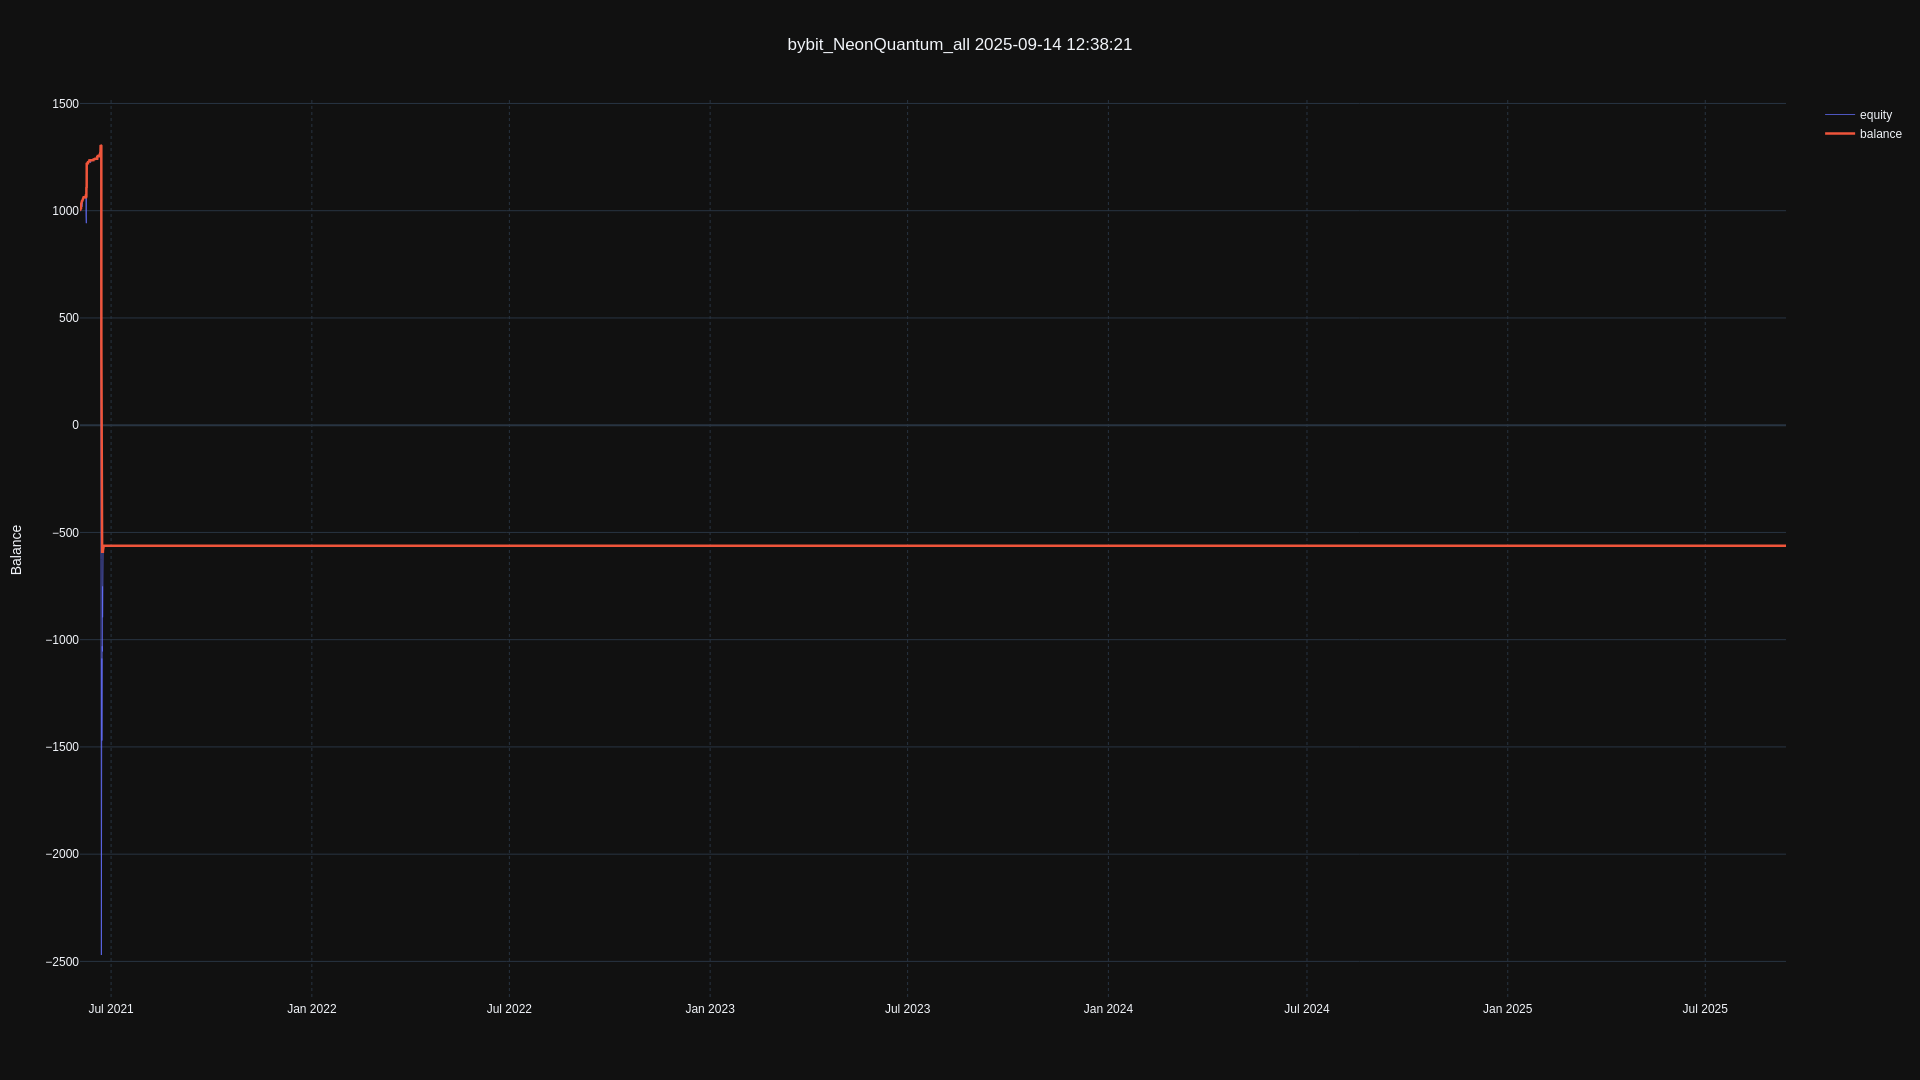 bybit_NeonQuantum_all 2025-09-14 12:38:21
equity
balance
Balance
1500
1000
500
0
−500
−1000
−1500
−2000
−2500
Jul 2021
Jan 2022
Jul 2022
Jan 2023
Jul 2023
Jan 2024
Jul 2024
Jan 2025
Jul 2025